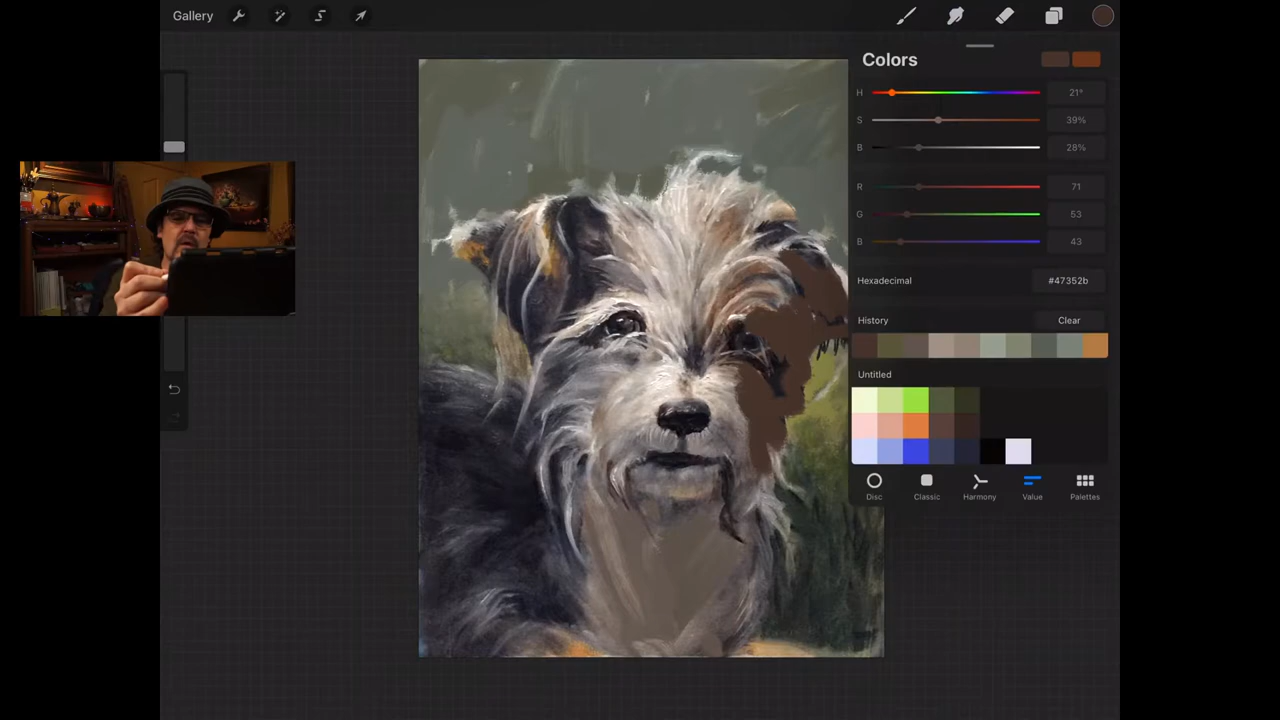 Gallery
Colors
H 21°
S 39%
B 28%
R 71
G 53
B 43
Hexadecimal #47352b
History Clear
Untitled
Disc Classic Harmony Value Palettes